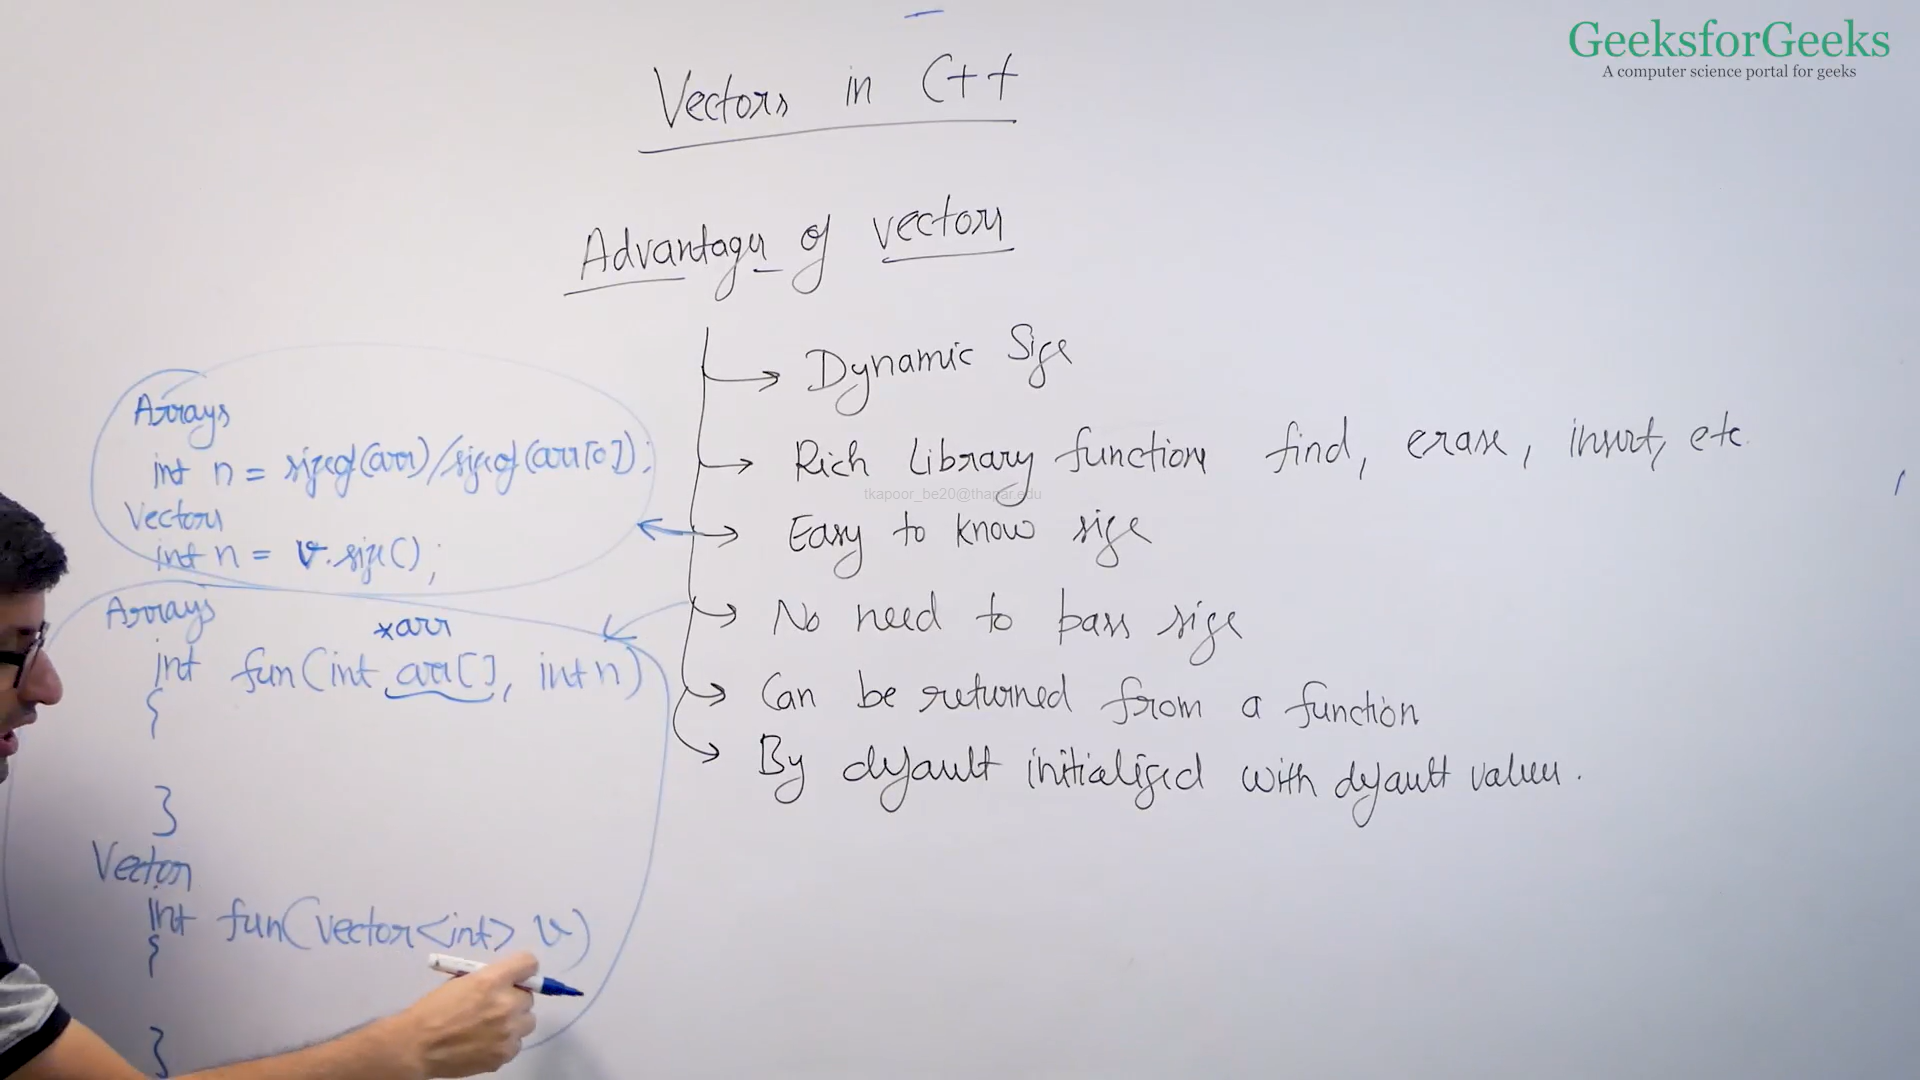 GeeksforGeeks
A computer science portal for geeks
Vectors in C++
Advantages of vectors
Dynamic Size
Rich Library functions find, erase, insert, etc
tkapoor_be20@thapar.edu
Easy to know size
No need to pass size
Can be returned from a function
By default initialized with default values.
Arrays
int n = sizeof(arr)/sizeof(arr[0]);
Vectors
int n = v.size();
Arrays
*arr
int fun(int arr[], int n)
{
}
Vectors
int fun(vector<int> v)
{
}